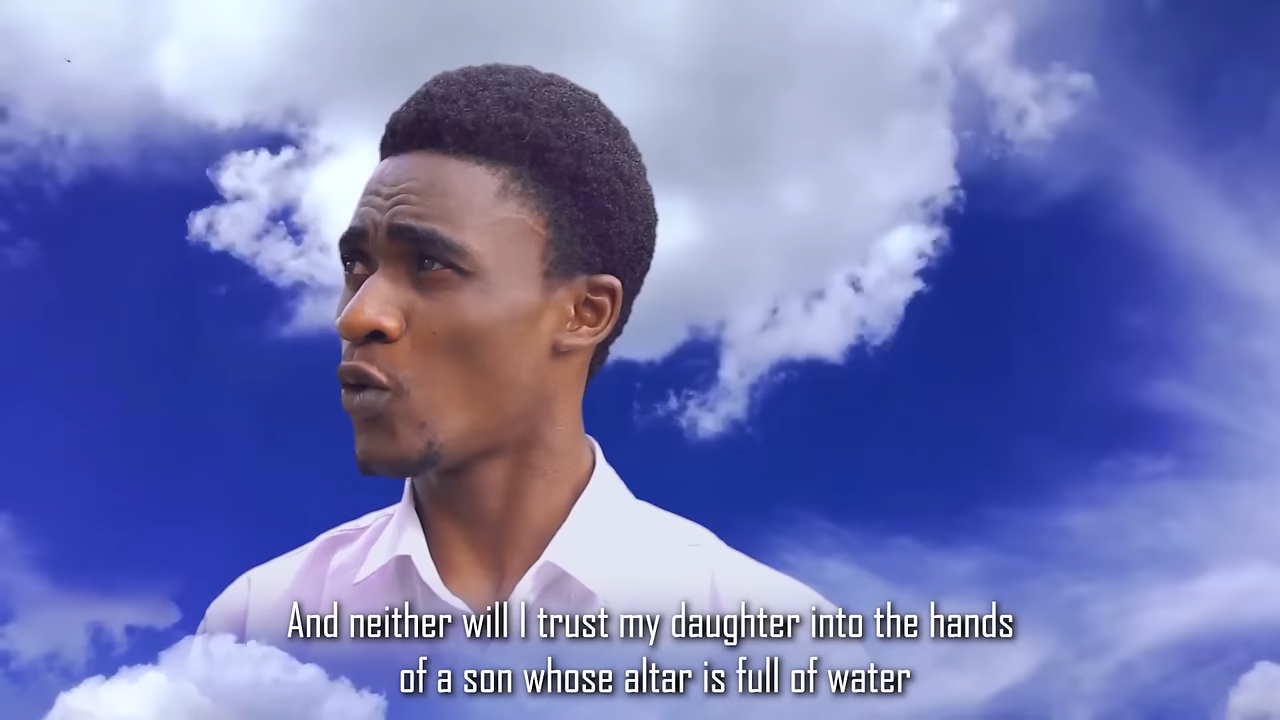 And neither will I trust my daughter into the hands
of a son whose altar is full of water